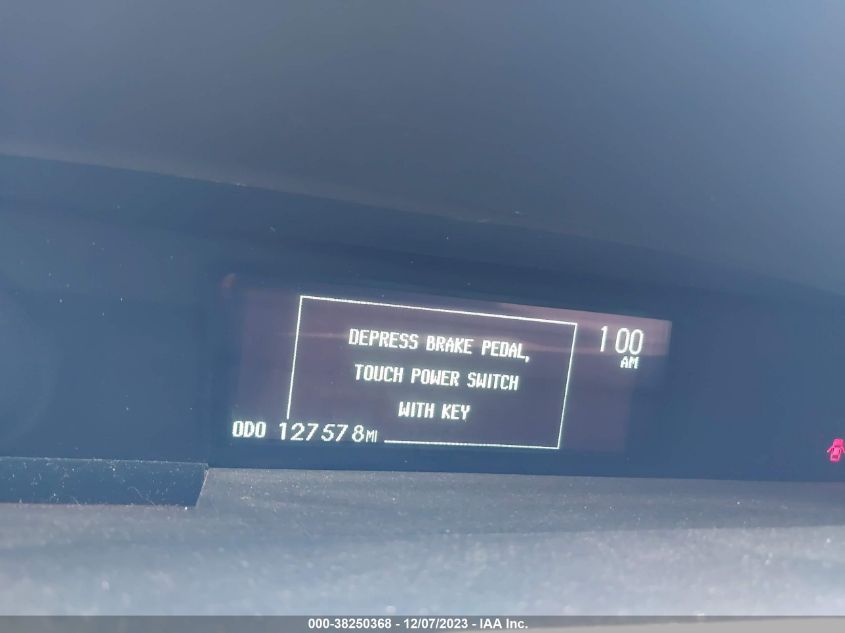 DEPRESS BRAKE PEDAL,
TOUCH POWER SWITCH
WITH KEY
1 00
AM
ODO 127578 MI
000-38250368 - 12/07/2023 - IAA Inc.